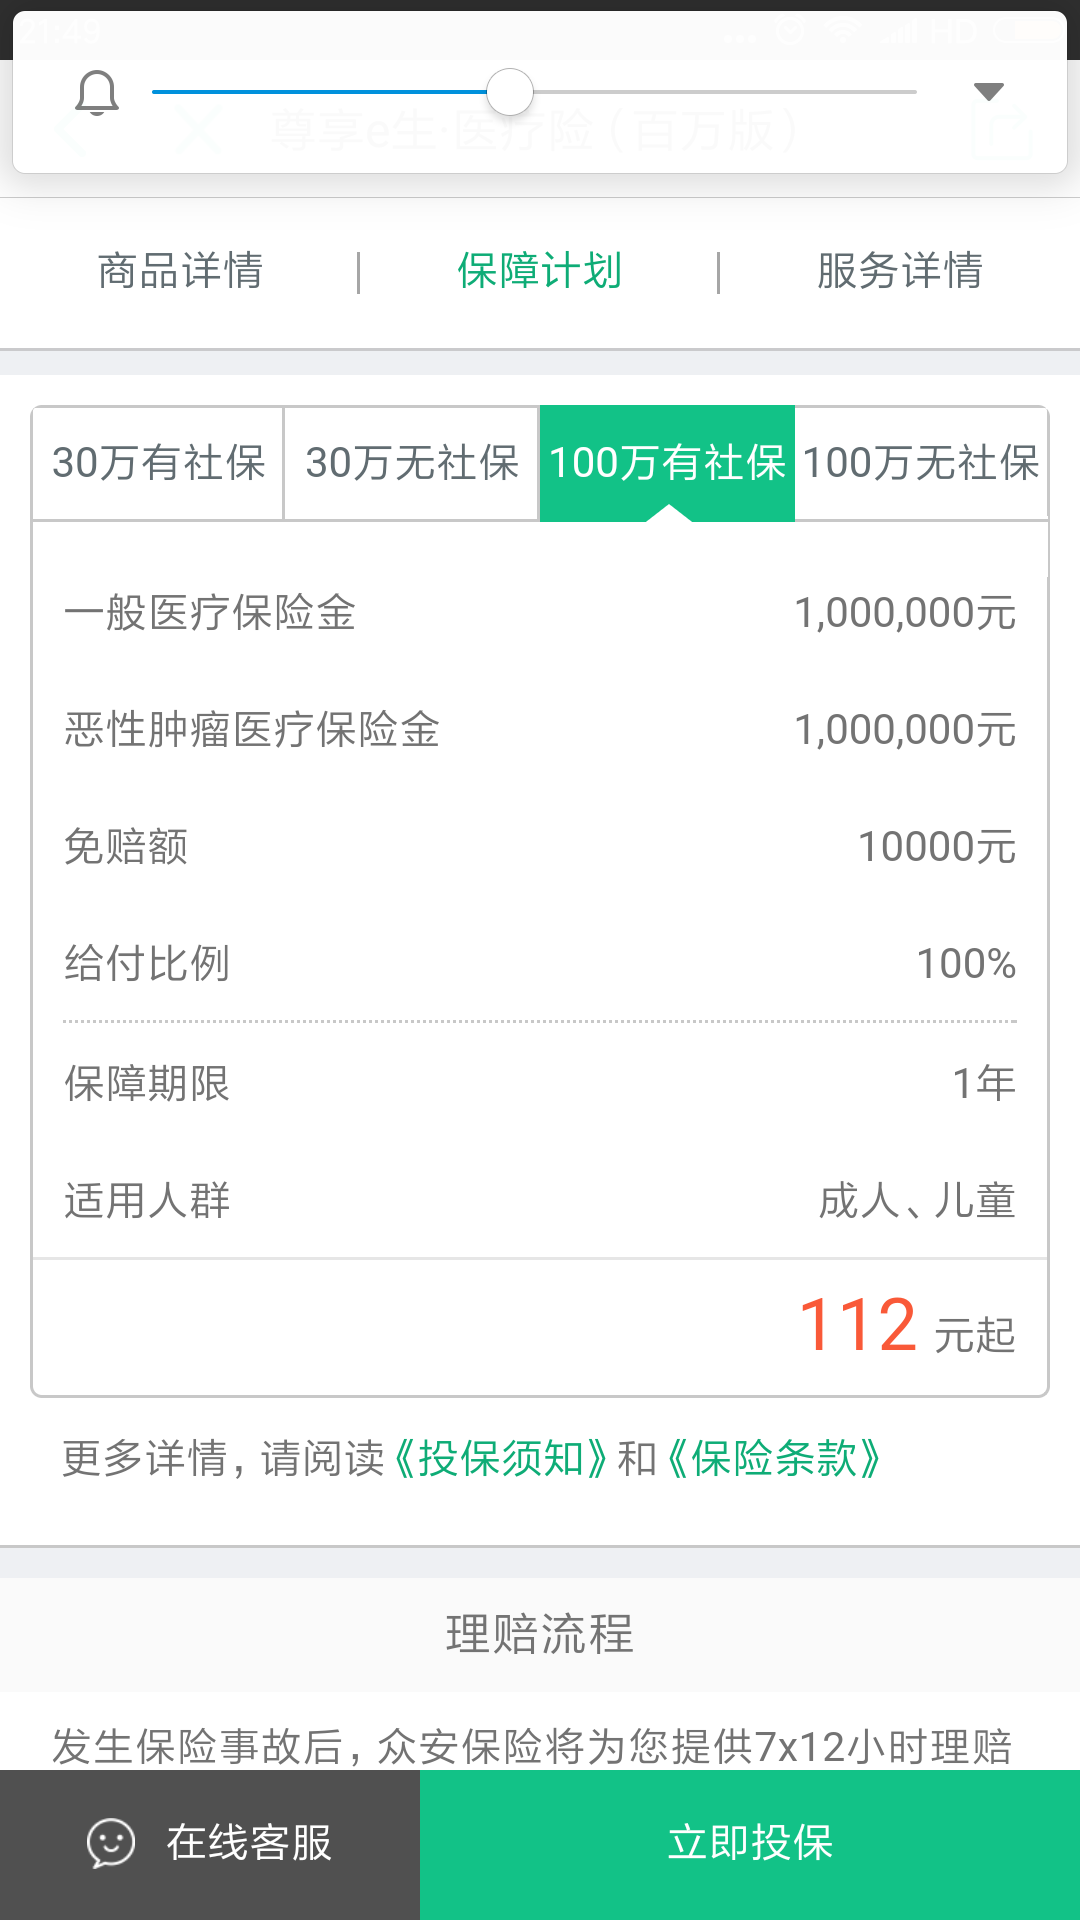 21:49 HD
尊享e生·医疗险（百万版）
商品详情 保障计划 服务详情
30万有社保 30万无社保 100万有社保 100万无社保
一般医疗保险金 1,000,000元
恶性肿瘤医疗保险金 1,000,000元
免赔额 10000元
给付比例 100%
保障期限 1年
适用人群 成人、儿童
112 元起
更多详情，请阅读《投保须知》和《保险条款》
理赔流程
发生保险事故后，众安保险将为您提供7x12小时理赔
在线客服 立即投保